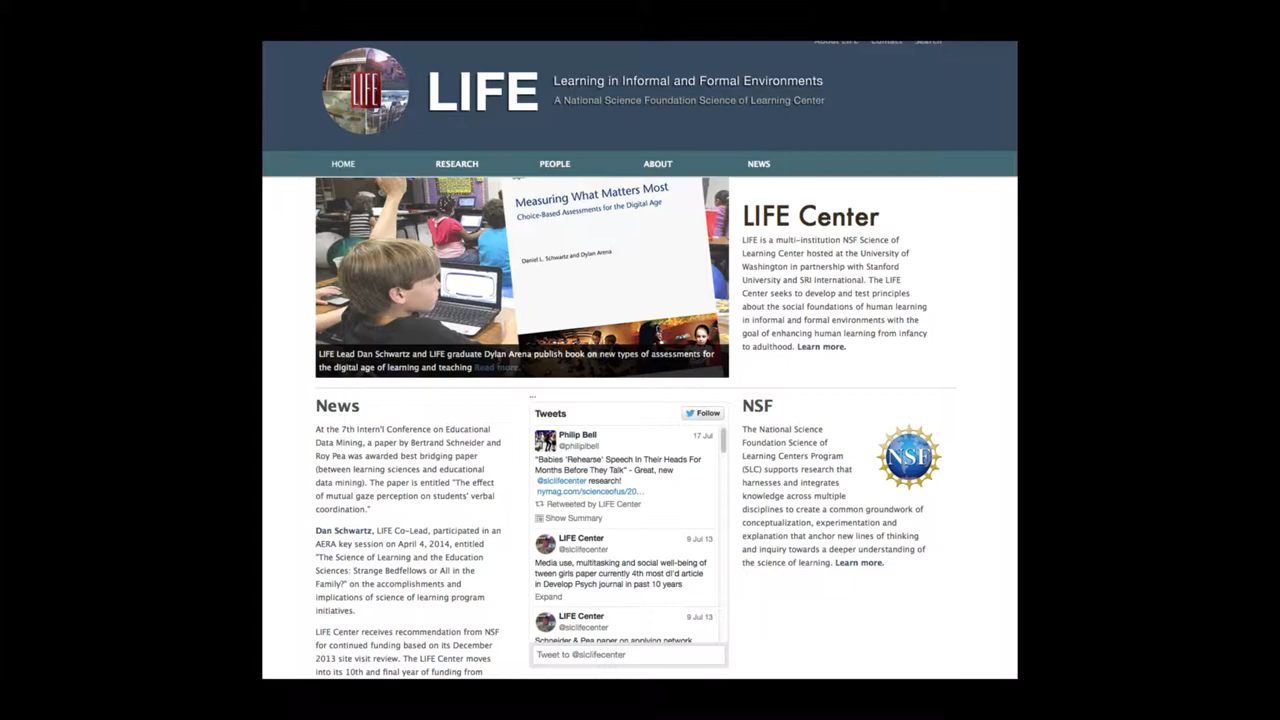 About LIFE Contact Search
LIFE
LIFE
Learning in Informal and Formal Environments
A National Science Foundation Science of Learning Center
HOME RESEARCH PEOPLE ABOUT NEWS
Measuring What Matters Most
Choice-Based Assessments for the Digital Age
Daniel L. Schwartz and Dylan Arena
LIFE Lead Dan Schwartz and LIFE graduate Dylan Arena publish book on new types of assessments for
the digital age of learning and teaching Read more.
LIFE Center
LIFE is a multi-institution NSF Science of
Learning Center hosted at the University of
Washington in partnership with Stanford
University and SRI International. The LIFE
Center seeks to develop and test principles
about the social foundations of human learning
in informal and formal environments with the
goal of enhancing human learning from infancy
to adulthood. Learn more.
News
At the 7th Intern'l Conference on Educational
Data Mining, a paper by Bertrand Schneider and
Roy Pea was awarded best bridging paper
(between learning sciences and educational
data mining). The paper is entitled "The effect
of mutual gaze perception on students' verbal
coordination."
Dan Schwartz, LIFE Co-Lead, participated in an
AERA key session on April 4, 2014, entitled
"The Science of Learning and the Education
Sciences: Strange Bedfellows or All in the
Family?" on the accomplishments and
implications of science of learning program
initiatives.
LIFE Center receives recommendation from NSF
for continued funding based on its December
2013 site visit review. The LIFE Center moves
into its 10th and final year of funding from
...
Tweets Follow
Philip Bell 17 Jul
@philiplbell
"Babies 'Rehearse' Speech In Their Heads For
Months Before They Talk" - Great, new
@slclifecenter research!
nymag.com/scienceofus/20...
Retweeted by LIFE Center
Show Summary
LIFE Center 9 Jul 13
@slclifecenter
Media use, multitasking and social well-being of
tween girls paper currently 4th most dl'd article
in Develop Psych journal in past 10 years
Expand
LIFE Center 9 Jul 13
@slclifecenter
Schneider & Pea paper on applying network
Tweet to @slclifecenter
NSF
The National Science
Foundation Science of
Learning Centers Program
(SLC) supports research that
harnesses and integrates
knowledge across multiple
disciplines to create a common groundwork of
conceptualization, experimentation and
explanation that anchor new lines of thinking
and inquiry towards a deeper understanding of
the science of learning. Learn more.
NSF